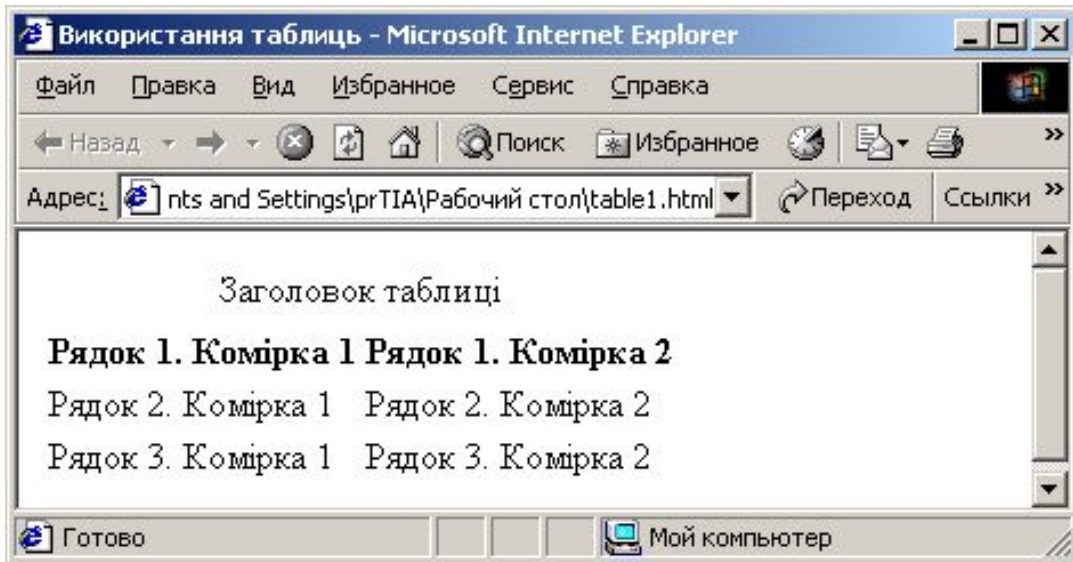 Використання таблиць - Microsoft Internet Explorer
Файл Правка Вид Избранное Сервис Справка
Назад Поиск Избранное »
Адрес: nts and Settings\prTIA\Рабочий стол\table1.html Переход Ссылки »
Заголовок таблиці
Рядок 1. Комірка 1 Рядок 1. Комірка 2
Рядок 2. Комірка 1 Рядок 2. Комірка 2
Рядок 3. Комірка 1 Рядок 3. Комірка 2
Готово Мой компьютер